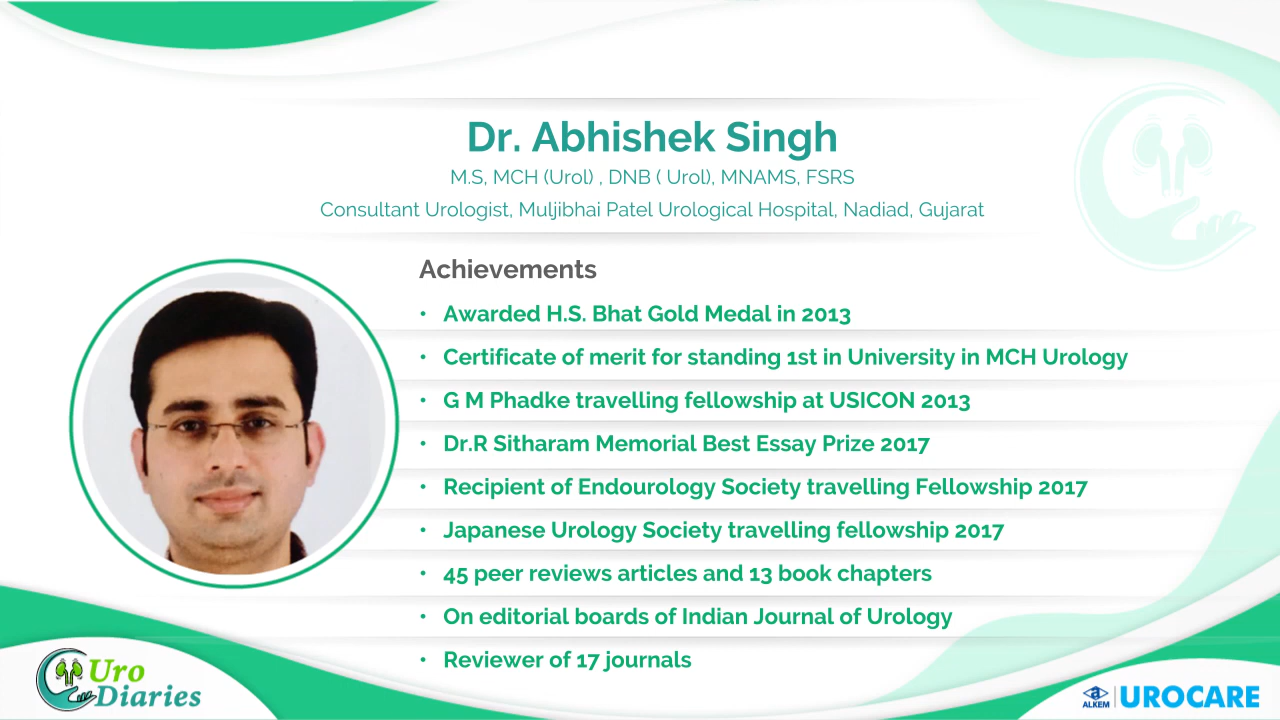 Dr. Abhishek Singh
M.S, MCH (Urol) , DNB ( Urol), MNAMS, FSRS
Consultant Urologist, Muljibhai Patel Urological Hospital, Nadiad, Gujarat
Achievements
• Awarded H.S. Bhat Gold Medal in 2013
• Certificate of merit for standing 1st in University in MCH Urology
• G M Phadke travelling fellowship at USICON 2013
• Dr.R Sitharam Memorial Best Essay Prize 2017
• Recipient of Endourology Society travelling Fellowship 2017
• Japanese Urology Society travelling fellowship 2017
• 45 peer reviews articles and 13 book chapters
• On editorial boards of Indian Journal of Urology
• Reviewer of 17 journals
Uro
Diaries
ALKEM UROCARE